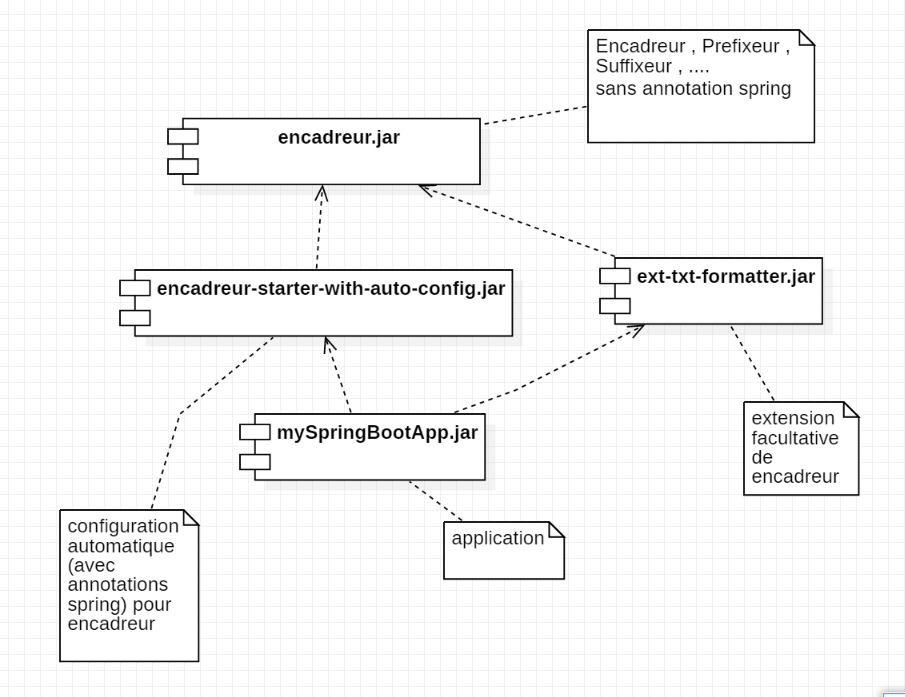 Encadreur , Prefixeur ,
Suffixeur , ....
sans annotation spring
encadreur.jar
encadreur-starter-with-auto-config.jar
ext-txt-formatter.jar
mySpringBootApp.jar
extension
facultative
de
encadreur
configuration
automatique
(avec
annotations
spring) pour
encadreur
application